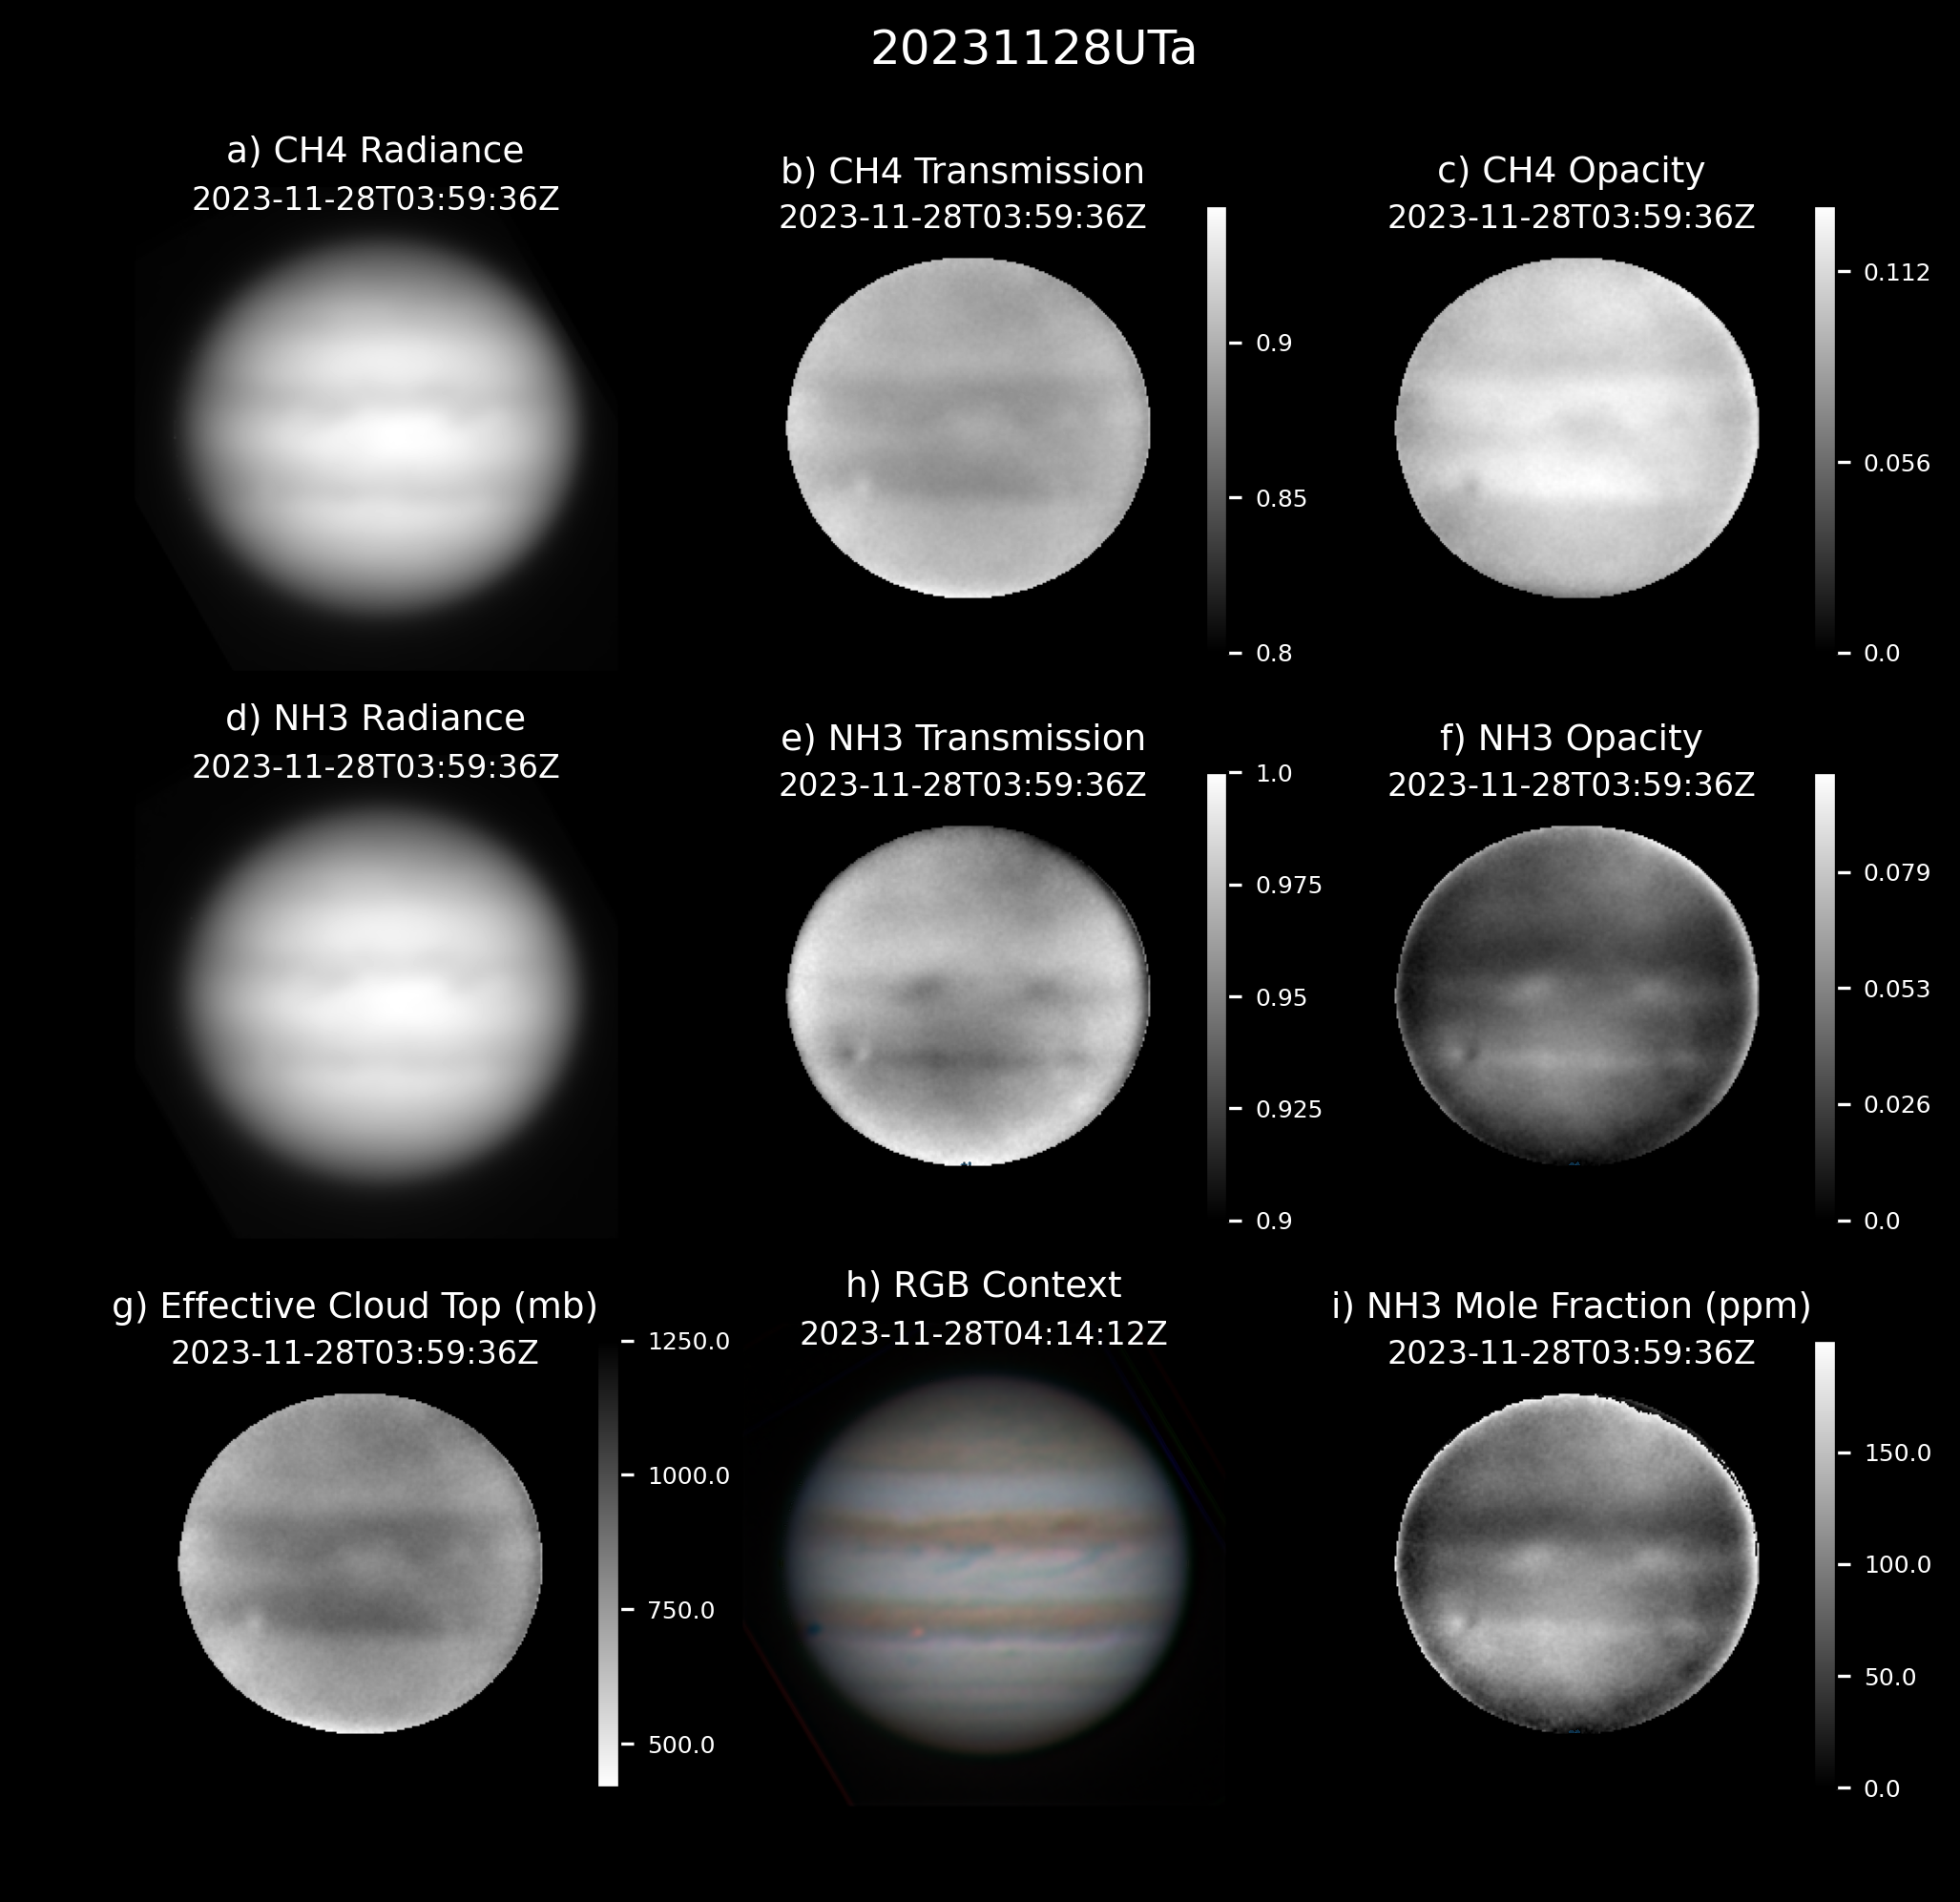 20231128UTa
a) CH4 Radiance
2023-11-28T03:59:36Z
b) CH4 Transmission
2023-11-28T03:59:36Z
0.9
0.85
0.8
c) CH4 Opacity
2023-11-28T03:59:36Z
0.112
0.056
0.0
d) NH3 Radiance
2023-11-28T03:59:36Z
e) NH3 Transmission
2023-11-28T03:59:36Z
1.0
0.975
0.95
0.925
0.9
f) NH3 Opacity
2023-11-28T03:59:36Z
0.079
0.053
0.026
0.0
g) Effective Cloud Top (mb)
2023-11-28T03:59:36Z
1250.0
1000.0
750.0
500.0
h) RGB Context
2023-11-28T04:14:12Z
i) NH3 Mole Fraction (ppm)
2023-11-28T03:59:36Z
150.0
100.0
50.0
0.0